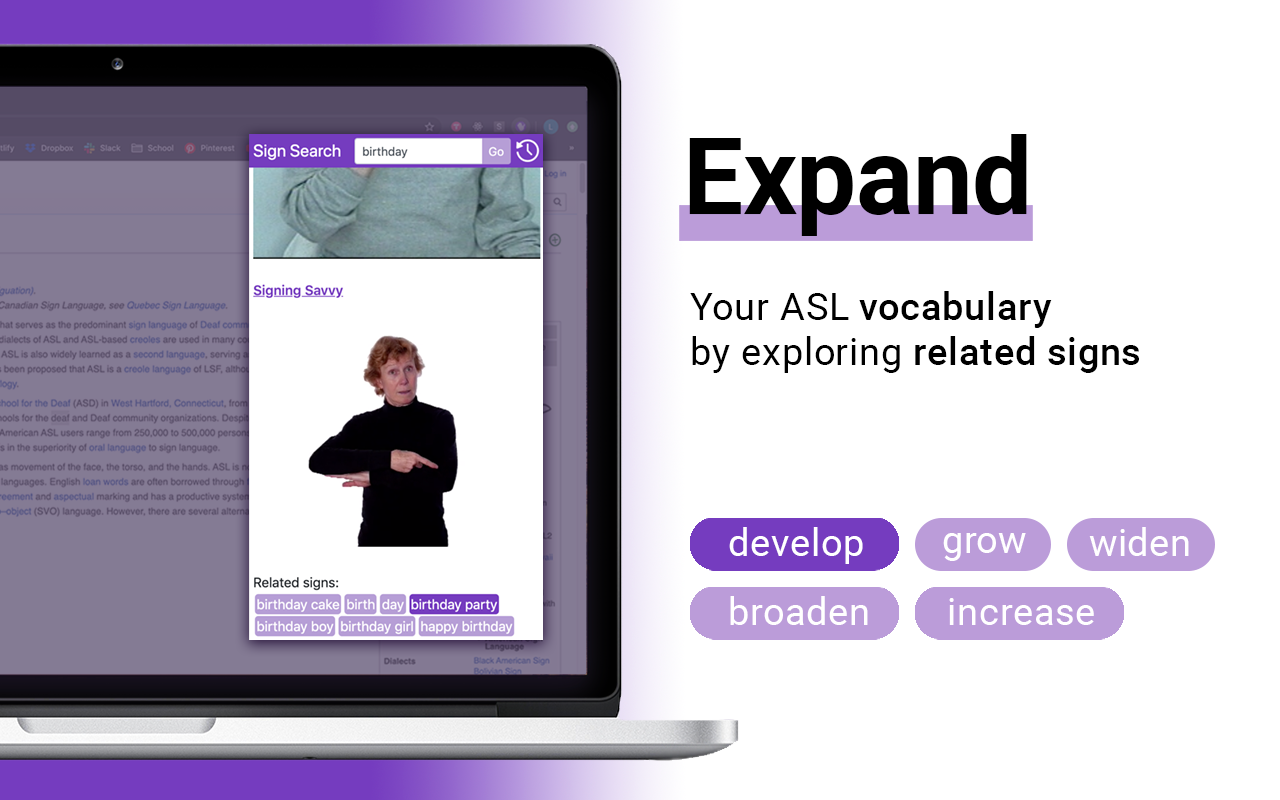 tlify Dropbox Slack School Pinterest »
Sign Search birthday Go
Log in
Signing Savvy
Related signs:
birthday cake birth day birthday party
birthday boy birthday girl happy birthday
guation).
Canadian Sign Language, see Quebec Sign Language.
hat serves as the predominant sign language of Deaf comm
dialects of ASL and ASL-based creoles are used in many co
ASL is also widely learned as a second language, serving a
s been proposed that ASL is a creole language of LSF, althou
ology.
chool for the Deaf (ASD) in West Hartford, Connecticut, from
ools for the deaf and Deaf community organizations. Despit
American ASL users range from 250,000 to 500,000 persons
s in the superiority of oral language to sign language.
as movement of the face, the torso, and the hands. ASL is n
languages. English loan words are often borrowed through f
reement and aspectual marking and has a productive system
-object (SVO) language. However, there are several alterna
Language
Dialects Black American Sign
Bolivian Sign
Expand
Your ASL vocabulary
by exploring related signs
develop grow widen
broaden increase